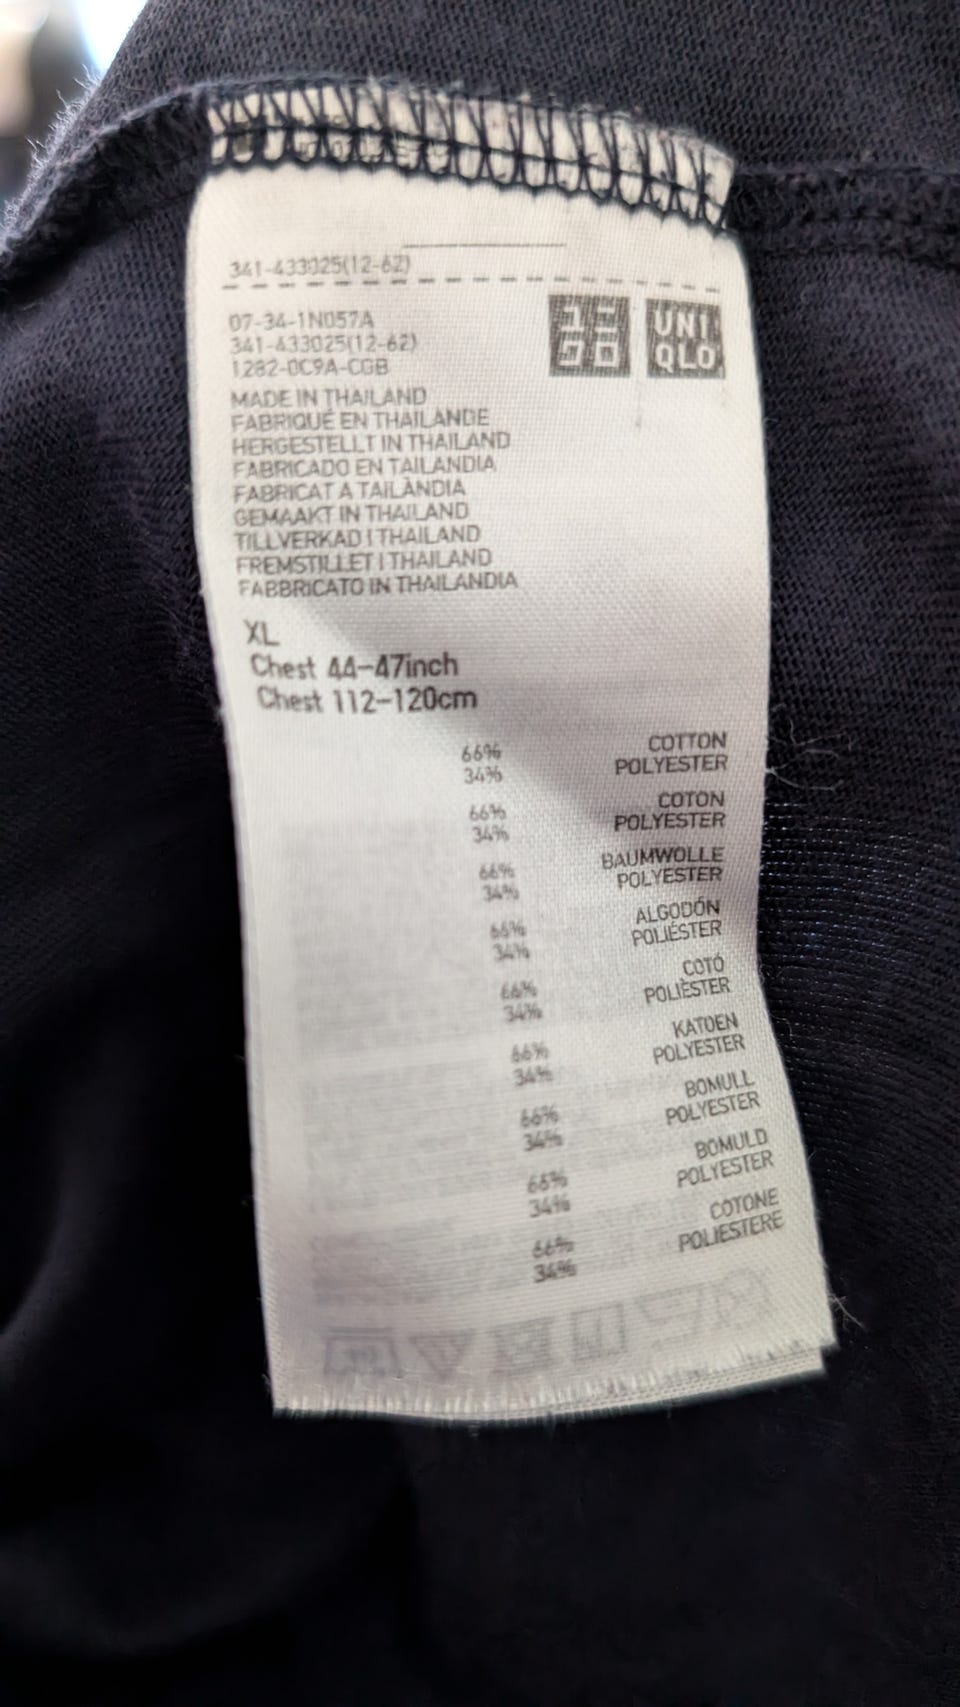 341-433025(12-62)
07-34-1N057A
341-433025(12-62)
1282-0C9A-CGB
ユニ
クロ
UNI
QLO
MADE IN THAILAND
FABRIQUÉ EN THAILANDE
HERGESTELLT IN THAILAND
FABRICADO EN TAILANDIA
FABRICAT A TAILÀNDIA
GEMAAKT IN THAILAND
TILLVERKAD I THAILAND
FREMSTILLET I THAILAND
FABBRICATO IN THAILANDIA
XL
Chest 44-47inch
Chest 112-120cm
66% COTTON
34% POLYESTER
66% COTON
34% POLYESTER
66% BAUMWOLLE
34% POLYESTER
66% ALGODÓN
34% POLIÉSTER
66% COTÓ
34% POLIÈSTER
66% KATOEN
34% POLYESTER
66% BOMULL
34% POLYESTER
66% BOMULD
34% POLYESTER
66% COTONE
34% POLIESTERE